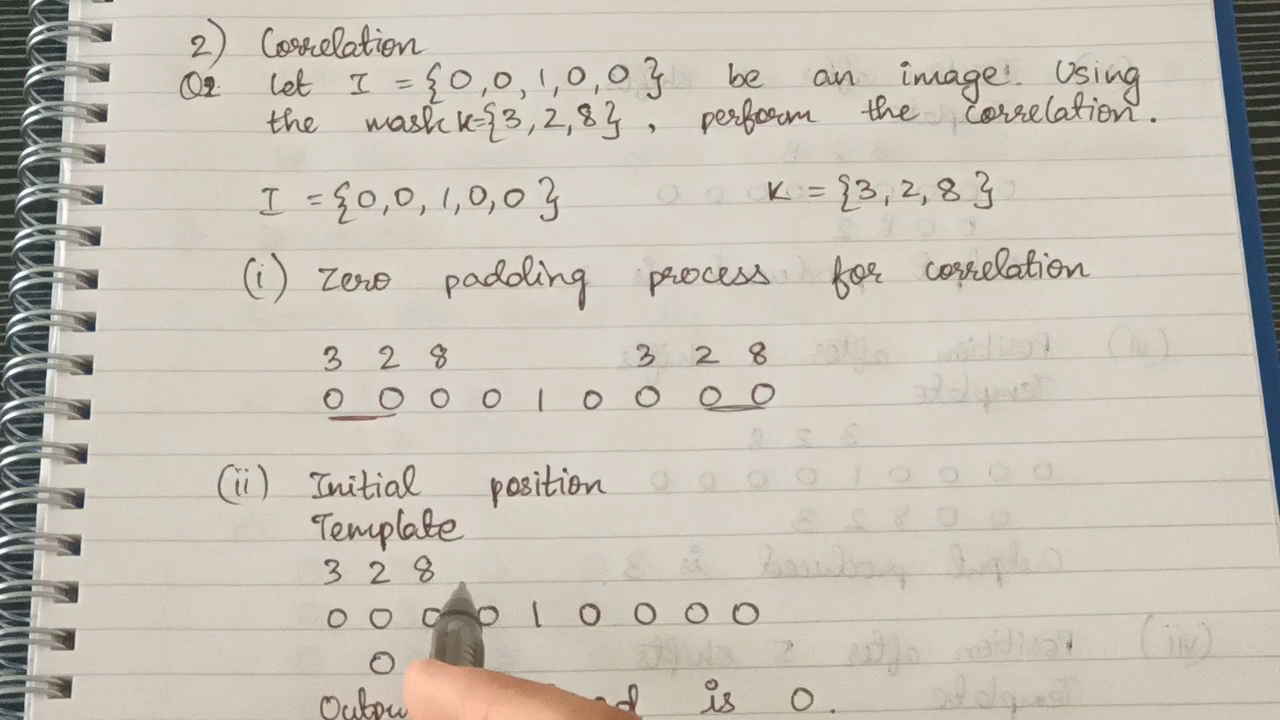 2) Correlation
Q2. Let I = {0,0,1,0,0} be an image. Using
the mask K={3,2,8}, perform the correlation.
I = {0,0,1,0,0} K = {3,2,8}
(i) Zero padding process for correlation
3 2 8 3 2 8
0 0 0 0 1 0 0 0 0
(ii) Initial position
Template
3 2 8
0 0 0 0 1 0 0 0 0
0
is 0.